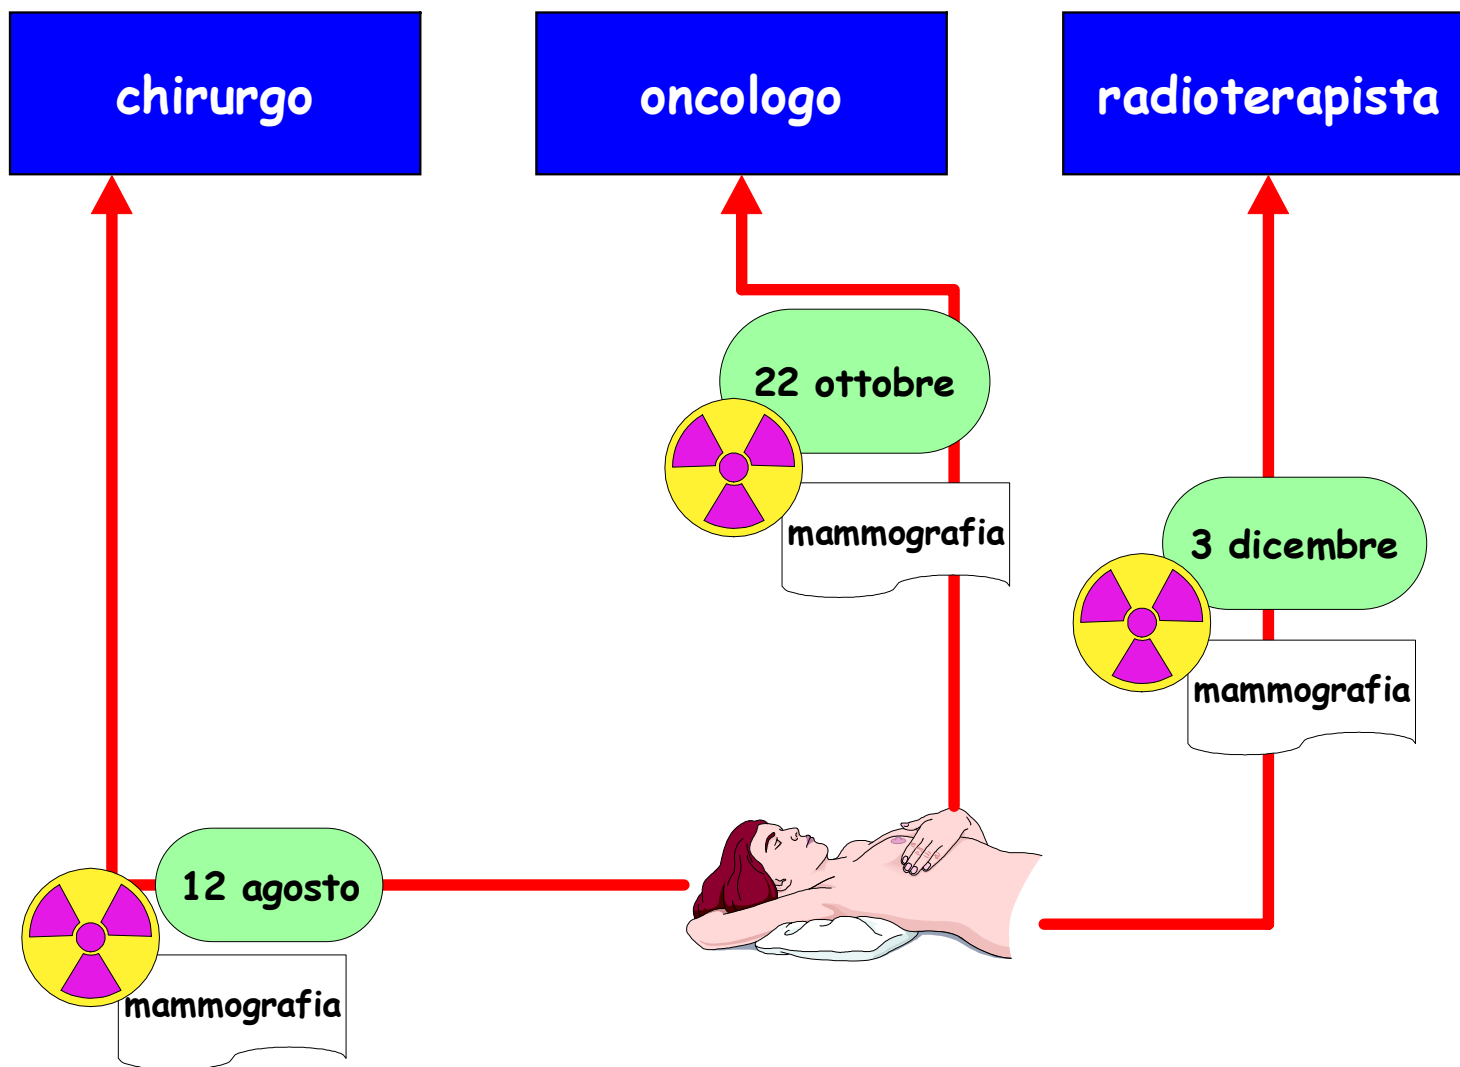 chirurgo
oncologo
radioterapista
22 ottobre
mammografia
3 dicembre
mammografia
12 agosto
mammografia